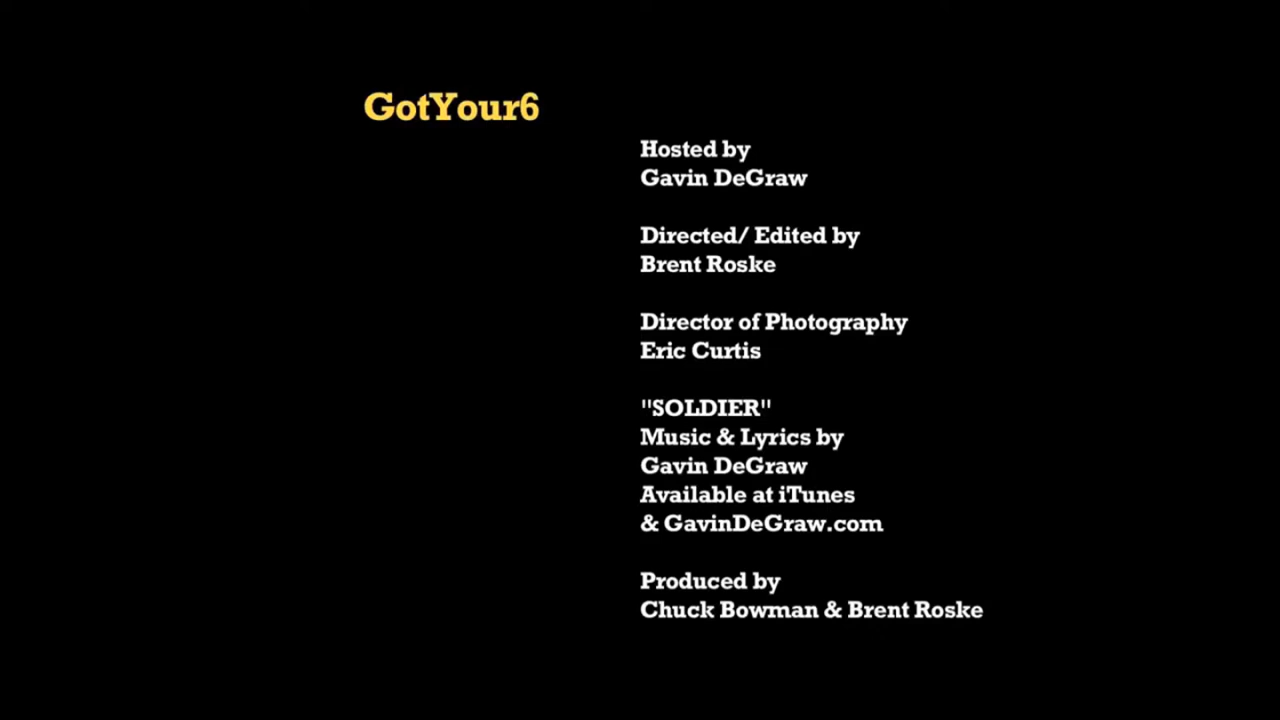 GotYour6
Hosted by
Gavin DeGraw
Directed/ Edited by
Brent Roske
Director of Photography
Eric Curtis
"SOLDIER"
Music & Lyrics by
Gavin DeGraw
Available at iTunes
& GavinDeGraw.com
Produced by
Chuck Bowman & Brent Roske